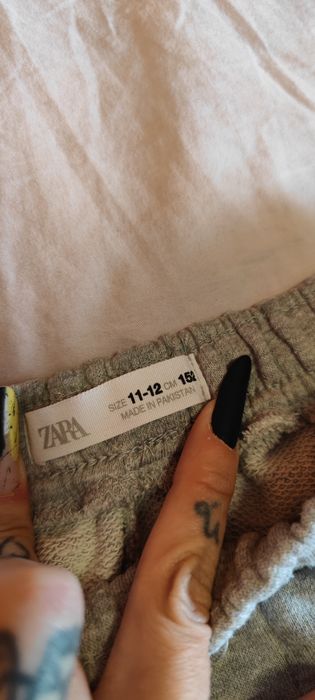 ZARA
SIZE 11-12 CM 152
MADE IN PAKISTAN